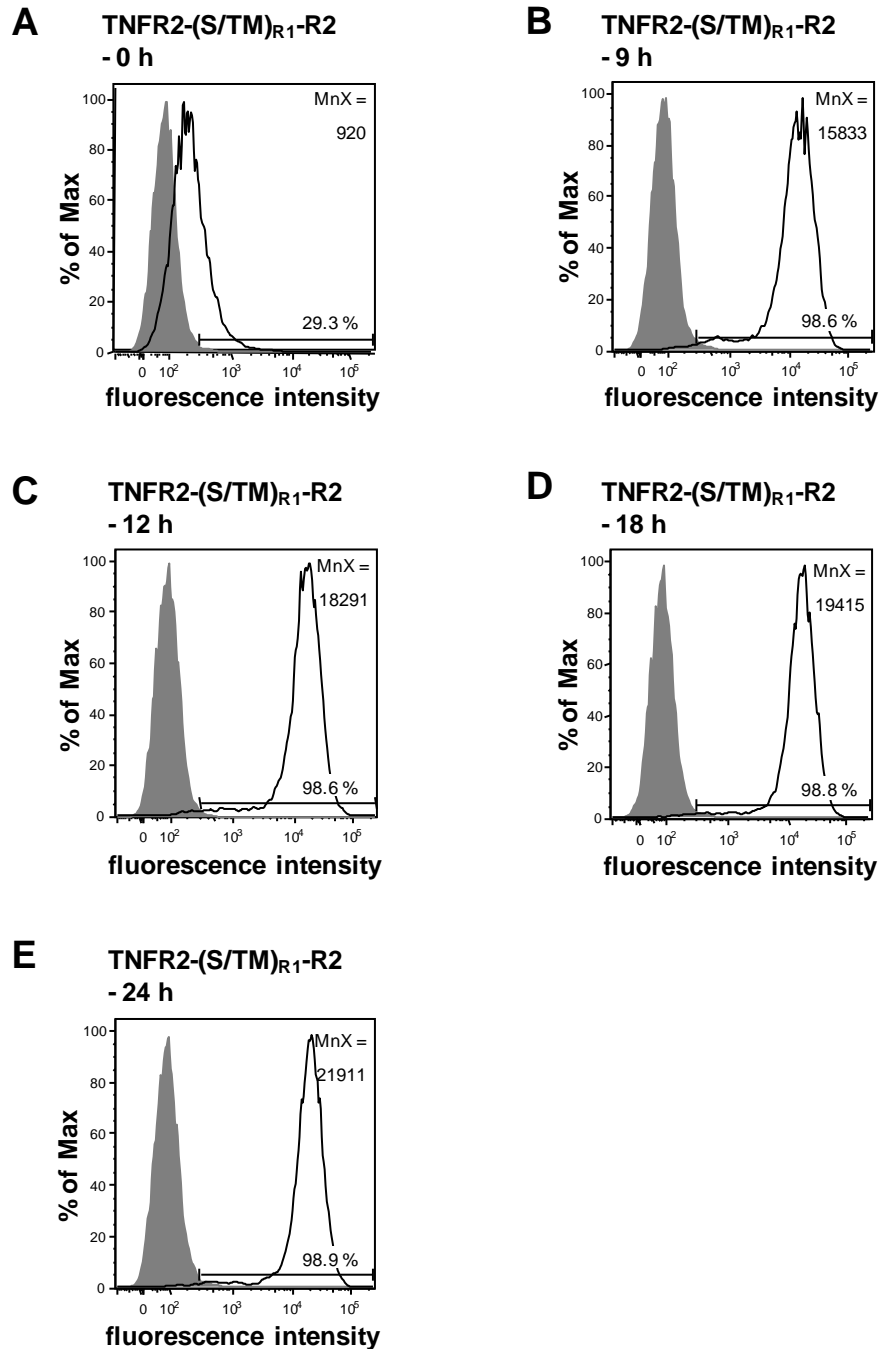 A
TNFR2-(S/TM)R1-R2
- 0 h
MnX =
920
29.3 %
100
80
60
40
20
0
% of Max
0 10² 10³ 10⁴ 10⁵
fluorescence intensity
B
TNFR2-(S/TM)R1-R2
- 9 h
MnX =
15833
98.6 %
100
80
60
40
20
0
% of Max
0 10² 10³ 10⁴ 10⁵
fluorescence intensity
C
TNFR2-(S/TM)R1-R2
- 12 h
MnX =
18291
98.6 %
100
80
60
40
20
0
% of Max
0 10² 10³ 10⁴ 10⁵
fluorescence intensity
D
TNFR2-(S/TM)R1-R2
- 18 h
MnX =
19415
98.8 %
100
80
60
40
20
0
% of Max
0 10² 10³ 10⁴ 10⁵
fluorescence intensity
E
TNFR2-(S/TM)R1-R2
- 24 h
MnX =
21911
98.9 %
100
80
60
40
20
0
% of Max
0 10² 10³ 10⁴ 10⁵
fluorescence intensity